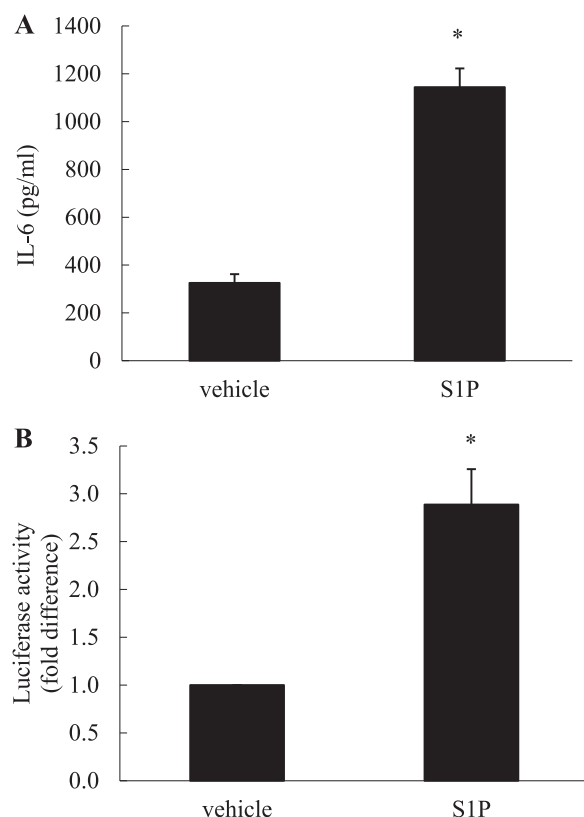 A
1400
*
1200
1000
800
600
400
200
0
IL-6 (pg/ml)
vehicle S1P
B
3.5
*
3.0
2.5
2.0
1.5
1.0
0.5
0.0
Luciferase activity
(fold difference)
vehicle S1P